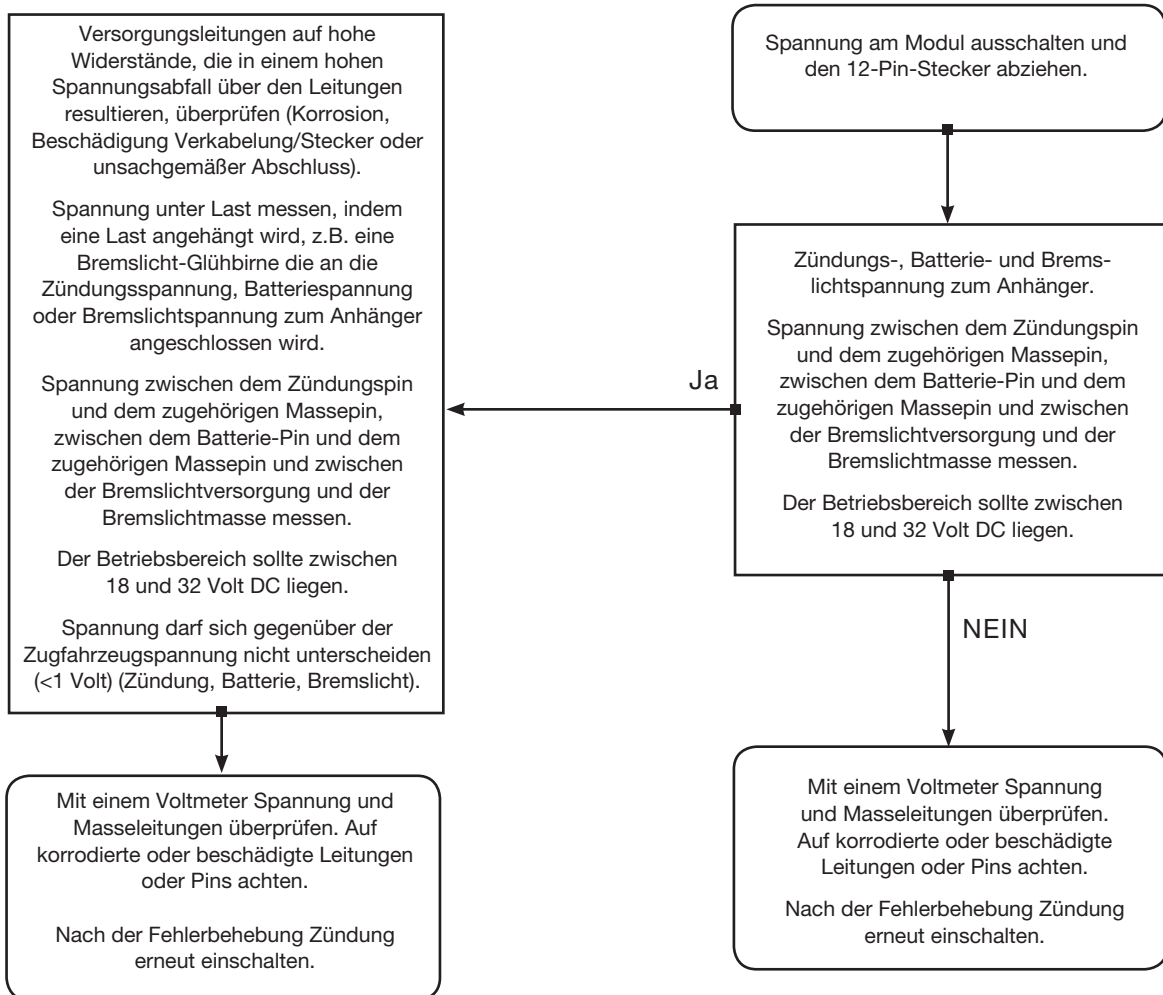 Spannung am Modul ausschalten und
den 12-Pin-Stecker abziehen.
Zündungs-, Batterie- und Brems-
lichtspannung zum Anhänger.
Spannung zwischen dem Zündungspin
und dem zugehörigen Massepin,
zwischen dem Batterie-Pin und dem
zugehörigen Massepin und zwischen
der Bremslichtversorgung und der
Bremslichtmasse messen.
Der Betriebsbereich sollte zwischen
18 und 32 Volt DC liegen.
Ja
Versorgungsleitungen auf hohe
Widerstände, die in einem hohen
Spannungsabfall über den Leitungen
resultieren, überprüfen (Korrosion,
Beschädigung Verkabelung/Stecker oder
unsachgemäßer Abschluss).
Spannung unter Last messen, indem
eine Last angehängt wird, z.B. eine
Bremslicht-Glühbirne die an die
Zündungsspannung, Batteriespannung
oder Bremslichtspannung zum Anhänger
angeschlossen wird.
Spannung zwischen dem Zündungspin
und dem zugehörigen Massepin,
zwischen dem Batterie-Pin und dem
zugehörigen Massepin und zwischen
der Bremslichtversorgung und der
Bremslichtmasse messen.
Der Betriebsbereich sollte zwischen
18 und 32 Volt DC liegen.
Spannung darf sich gegenüber der
Zugfahrzeugspannung nicht unterscheiden
(<1 Volt) (Zündung, Batterie, Bremslicht).
Mit einem Voltmeter Spannung und
Masseleitungen überprüfen. Auf
korrodierte oder beschädigte Leitungen
oder Pins achten.
Nach der Fehlerbehebung Zündung
erneut einschalten.
NEIN
Mit einem Voltmeter Spannung
und Masseleitungen überprüfen.
Auf korrodierte oder beschädigte
Leitungen oder Pins achten.
Nach der Fehlerbehebung Zündung
erneut einschalten.